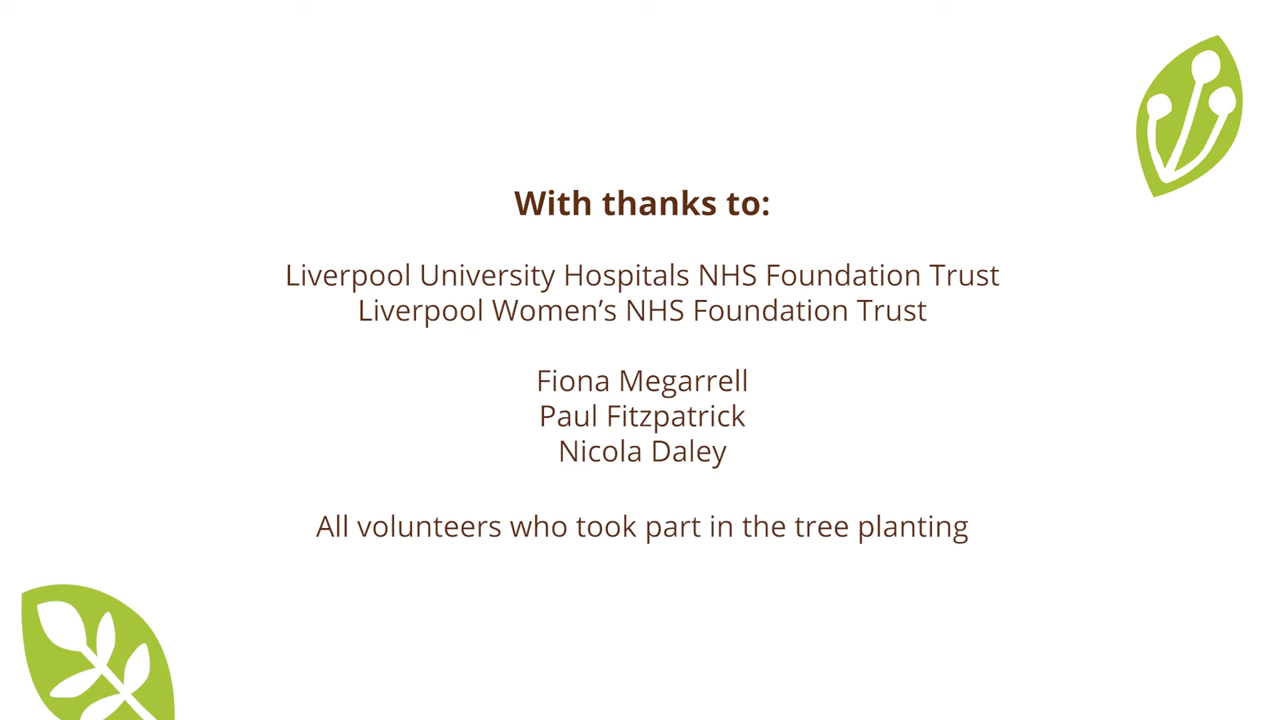 With thanks to:
Liverpool University Hospitals NHS Foundation Trust
Liverpool Women’s NHS Foundation Trust
Fiona Megarrell
Paul Fitzpatrick
Nicola Daley
All volunteers who took part in the tree planting